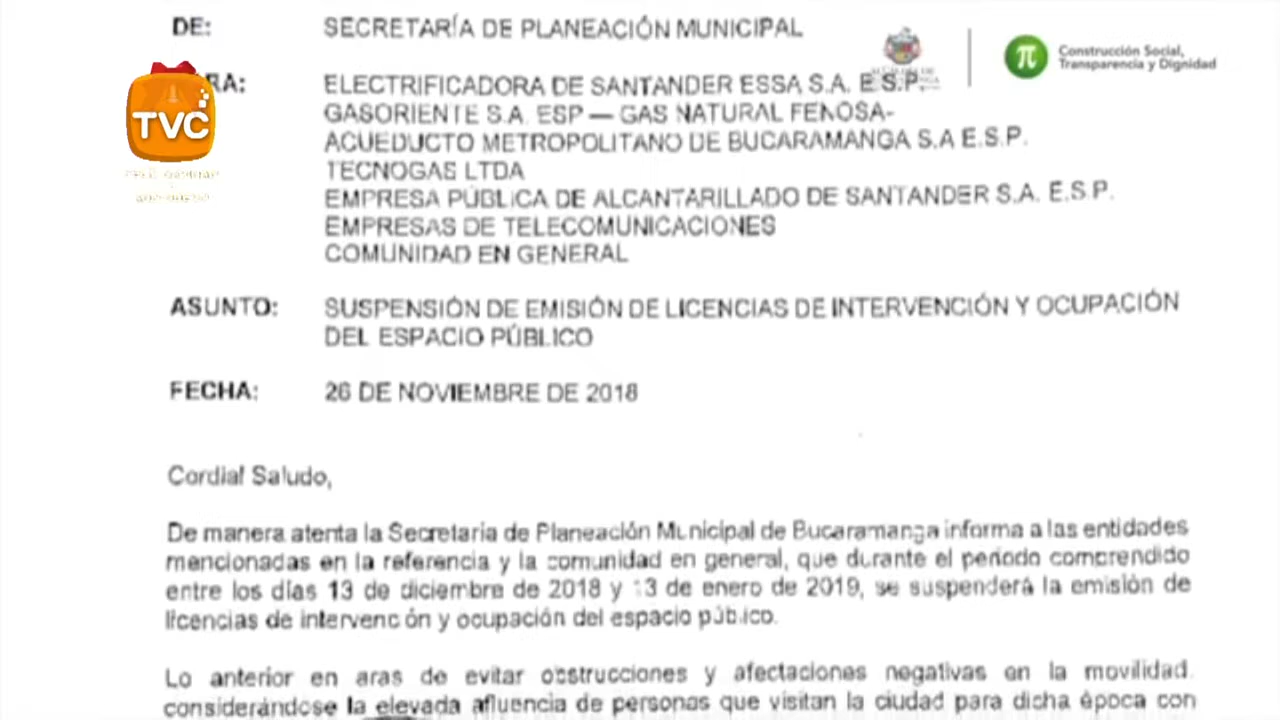 DE: SECRETARÍA DE PLANEACIÓN MUNICIPAL
RA: ELECTRIFICADORA DE SANTANDER ESSA S.A. E.S.P.
GASORIENTE S.A. ESP — GAS NATURAL FENOSA-
ACUEDUCTO METROPOLITANO DE BUCARAMANGA S.A E.S.P.
TECNOGAS LTDA
EMPRESA PÚBLICA DE ALCANTARILLADO DE SANTANDER S.A. E.S.P.
EMPRESAS DE TELECOMUNICACIONES
COMUNIDAD EN GENERAL
Construcción Social,
Transparencia y Dignidad
TVC
ASUNTO: SUSPENSIÓN DE EMISIÓN DE LICENCIAS DE INTERVENCIÓN Y OCUPACIÓN
DEL ESPACIO PÚBLICO
FECHA: 26 DE NOVIEMBRE DE 2018
Cordial Saludo,
De manera atenta la Secretaría de Planeación Municipal de Bucaramanga informa a las entidades
mencionadas en la referencia y la comunidad en general, que durante el periodo comprendido
entre los días 13 de diciembre de 2018 y 13 de enero de 2019, se suspenderá la emisión de
licencias de intervención y ocupación del espacio público.
Lo anterior en aras de evitar obstrucciones y afectaciones negativas en la movilidad.
considerándose la elevada afluencia de personas que visitan la ciudad para dicha época con